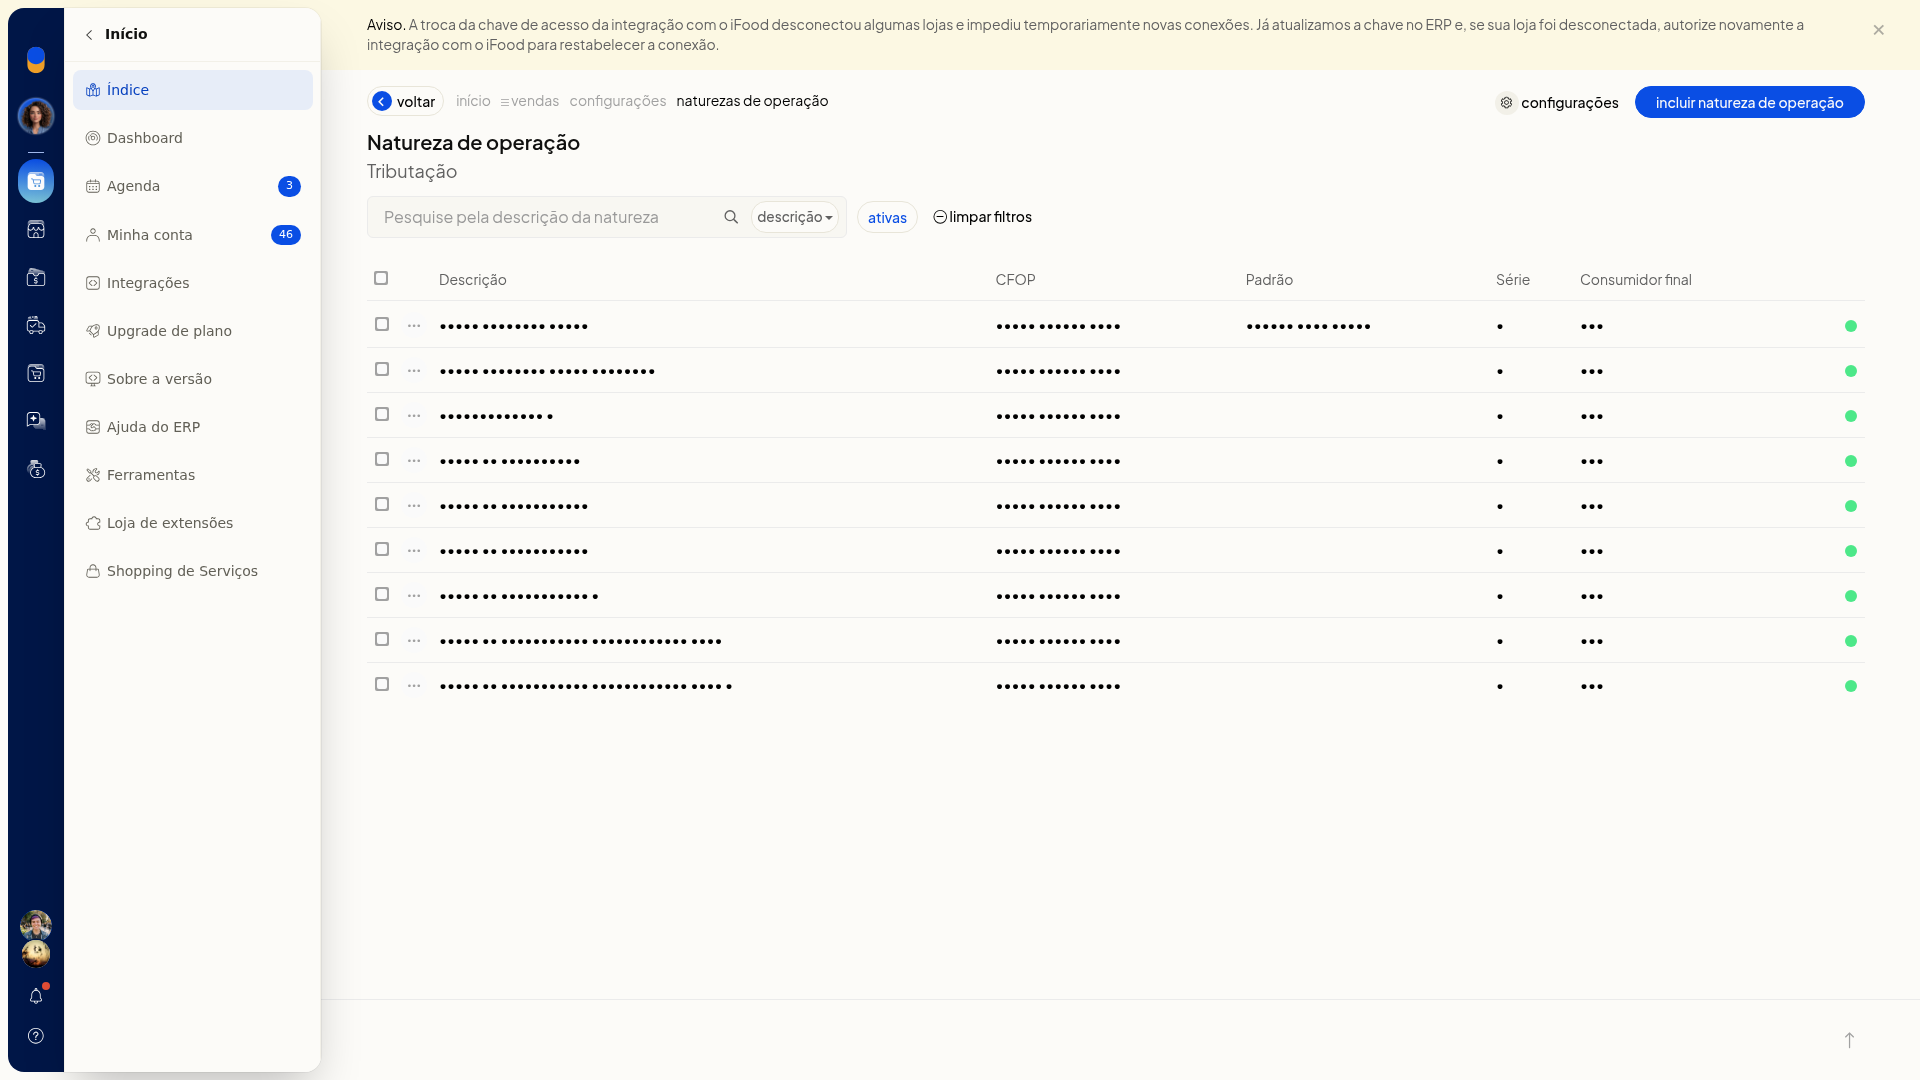 Início
Índice
Dashboard
Agenda
3
Minha conta
46
Integrações
Upgrade de plano
Sobre a versão
Ajuda do ERP
Ferramentas
Loja de extensões
Shopping de Serviços
Aviso. A troca da chave de acesso da integração com o iFood desconectou algumas lojas e impediu temporariamente novas conexões. Já atualizamos a chave no ERP e, se sua loja foi desconectada, autorize novamente a
integração com o iFood para restabelecer a conexão.
voltar início vendas configurações naturezas de operação
configurações incluir natureza de operação
Natureza de operação
Tributação
Pesquise pela descrição da natureza descrição ativas limpar filtros
Descrição CFOP Padrão Série Consumidor final